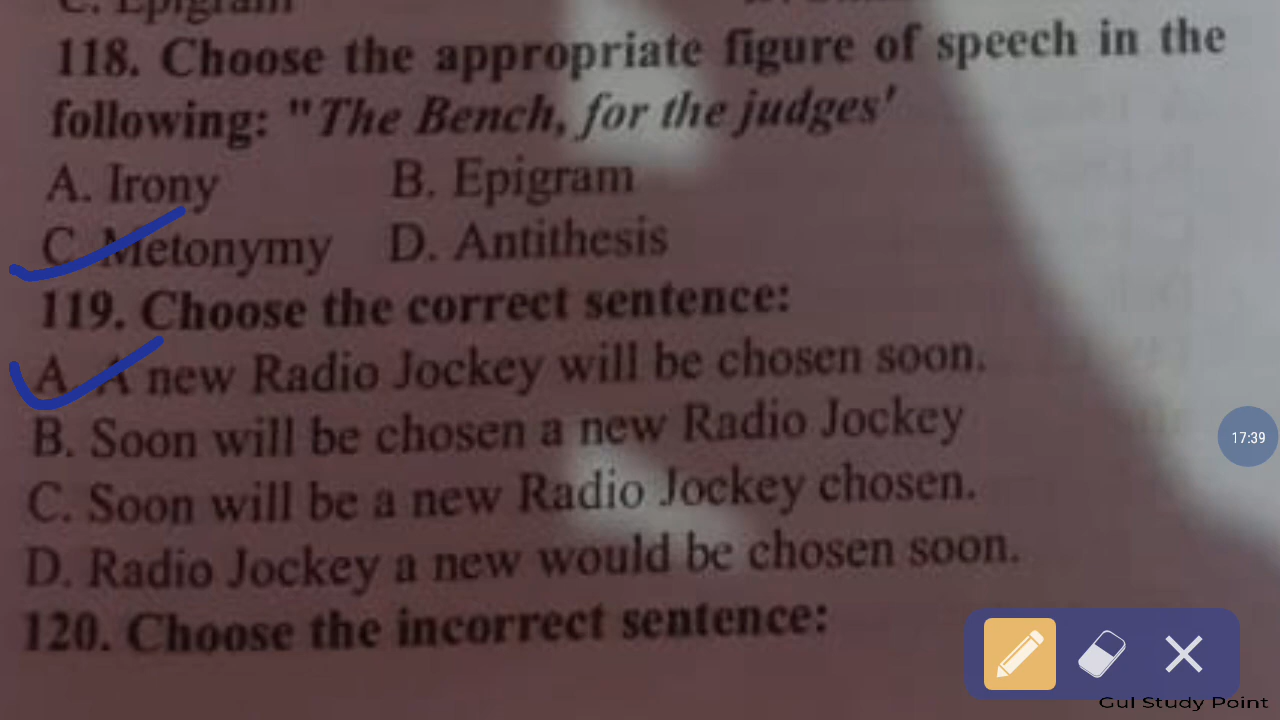 C. Epigram
118. Choose the appropriate figure of speech in the
following: "The Bench, for the judges'
A. Irony B. Epigram
C. Metonymy D. Antithesis
119. Choose the correct sentence:
A. A new Radio Jockey will be chosen soon.
B. Soon will be chosen a new Radio Jockey
C. Soon will be a new Radio Jockey chosen.
D. Radio Jockey a new would be chosen soon.
120. Choose the incorrect sentence:
17:39
Gul Study Point